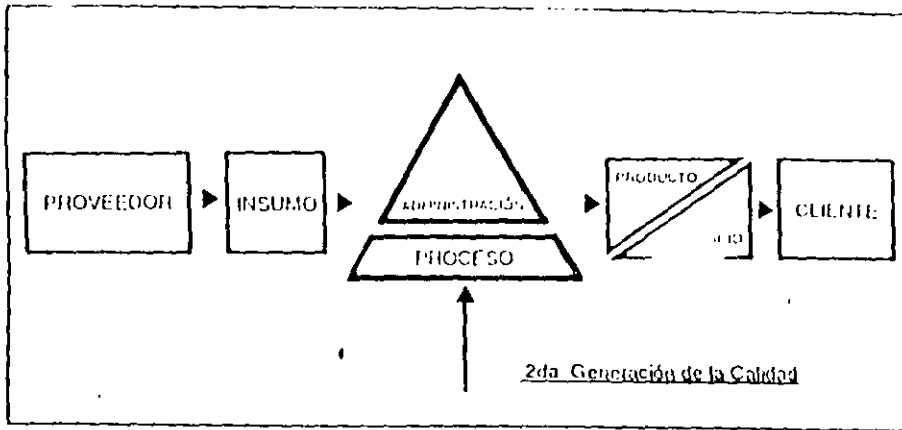 PROVEEDOR
INSUMO
ADMINISTRACIÓN
PROCESO
PRODUCTO
CLIENTE
2da Generación de la Calidad